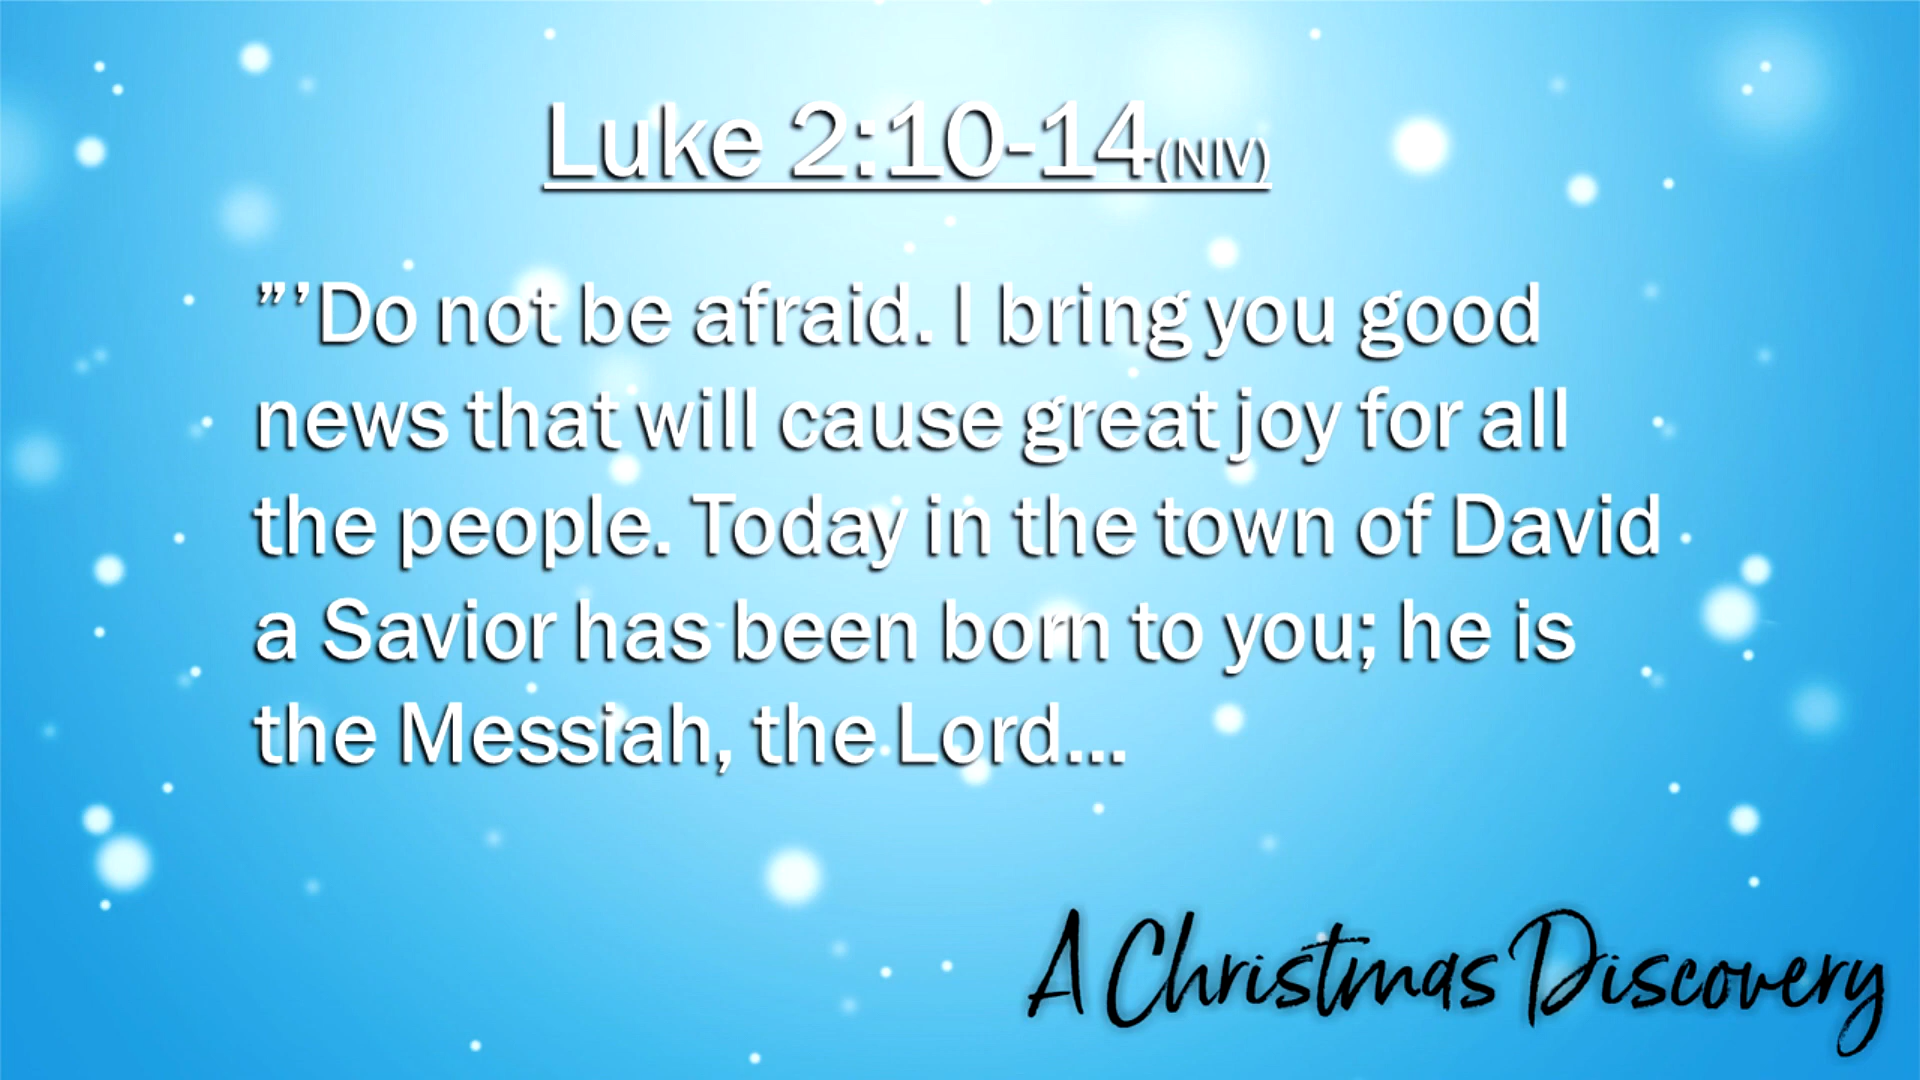 Luke 2:10-14(NIV)
”’Do not be afraid. I bring you good
news that will cause great joy for all
the people. Today in the town of David
a Savior has been born to you; he is
the Messiah, the Lord...
A Christmas Discovery